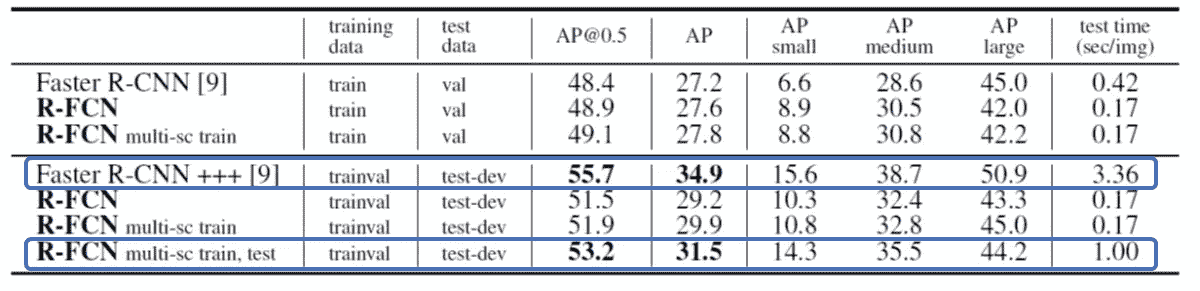 training data test data AP@0.5 AP AP small AP medium AP large test time (sec/img)
Faster R-CNN [9] train val 48.4 27.2 6.6 28.6 45.0 0.42
R-FCN train val 48.9 27.6 8.9 30.5 42.0 0.17
R-FCN multi-sc train train val 49.1 27.8 8.8 30.8 42.2 0.17
Faster R-CNN +++ [9] trainval test-dev 55.7 34.9 15.6 38.7 50.9 3.36
R-FCN trainval test-dev 51.5 29.2 10.3 32.4 43.3 0.17
R-FCN multi-sc train trainval test-dev 51.9 29.9 10.8 32.8 45.0 0.17
R-FCN multi-sc train, test trainval test-dev 53.2 31.5 14.3 35.5 44.2 1.00